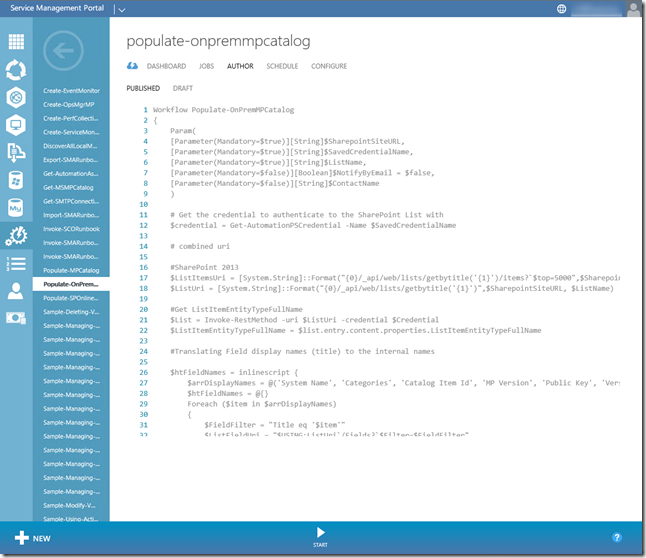 Service Management Portal
populate-onpremmpcatalog
DASHBOARD JOBS AUTHOR SCHEDULE CONFIGURE
PUBLISHED DRAFT
Create-EventMonitor
Create-OpsMgrMP
Create-PerfCollecti...
Create-ServiceMon...
DiscoverAllLocalM...
Export-SMARunbo...
Get-AutomationAs...
Get-MSMPCatalog
Get-SMTPConnecti...
Import-SMARunbo...
Invoke-SCORunbook
Invoke-SMARunbo...
Invoke-SMARunbo...
Populate-MPCatalog
Populate-OnPrem...
Populate-SPOnline...
Sample-Deleting-V...
Sample-Managing-...
Sample-Managing-...
Sample-Managing-...
Sample-Managing-...
Sample-Managing-...
Sample-Managing-...
Sample-Managing-...
Sample-Managing-...
Sample-Managing-...
Sample-Managing-...
Sample-Managing-...
Sample-Managing-...
Sample-Modify-V...
Sample-Using-Acti...
1 Workflow Populate-OnPremMPCatalog
2 {
3 Param(
4 [Parameter(Mandatory=$true)][String]$SharepointSiteURL,
5 [Parameter(Mandatory=$true)][String]$SavedCredentialName,
6 [Parameter(Mandatory=$true)][String]$ListName,
7 [Parameter(Mandatory=$false)][Boolean]$NotifyByEmail = $false,
8 [Parameter(Mandatory=$false)][String]$ContactName
9 )
10
11 # Get the credential to authenticate to the SharePoint List with
12 $credential = Get-AutomationPSCredential -Name $SavedCredentialName
13
14 # combined uri
15
16 #SharePoint 2013
17 $ListItemsUri = [System.String]::Format("{0}/_api/web/lists/getbytitle('{1}')/items?`$top=5000",$Sharepoin
18 $ListUri = [System.String]::Format("{0}/_api/web/lists/getbytitle('{1}')",$SharepointSiteURL, $ListName)
19
20 #Get ListItemEntityTypeFullName
21 $List = Invoke-RestMethod -uri $ListUri -credential $Credential
22 $ListItemEntityTypeFullName = $list.entry.content.properties.ListItemEntityTypeFullName
23
24 #Translating Field display names (title) to the internal names
25
26 $htFieldNames = inlinescript {
27 $arrDisplayNames = @('System Name', 'Categories', 'Catalog Item Id', 'MP Version', 'Public Key', 'Vers
28 $htFieldNames = @{}
29 Foreach ($item in $arrDisplayNames)
30 {
31 $FieldFilter = "Title eq '$item'"
32 $ListFieldUri = "$USING:ListUri`/Fields?`$Filter=$FieldFilter"
NEW
START
?